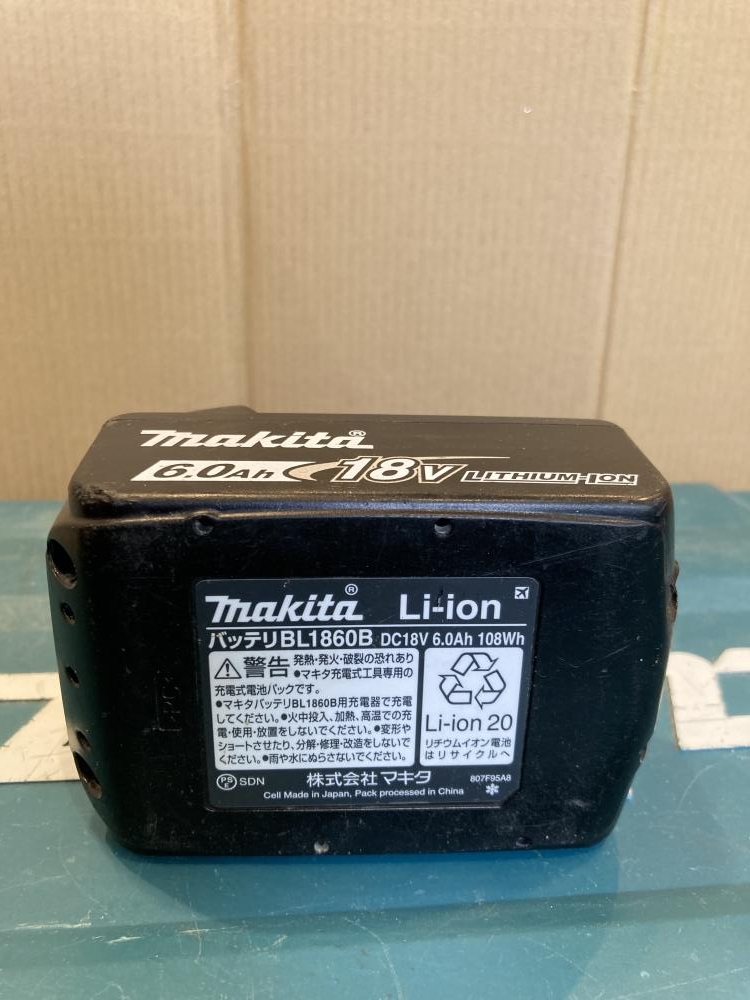 makita®
6.0Ah 18V LITHIUM-ION
makita® Li-ion
バッテリBL1860B DC18V 6.0Ah 108Wh
警告 発熱・発火・破裂の恐れあり
●マキタ充電式工具専用の
充電式電池パックです。
●マキタバッテリBL1860B用充電器で充電
してください。●火中投入、加熱、高温での充
電・使用・放置をしないでください。●変形や
ショートさせたり、分解・修理・改造をしないで
ください。●雨や水にぬらさないでください。
Li-ion 20
リチウムイオン電池
はリサイクルへ
PS
E SDN 株式会社 マキタ 807F95A8
Cell Made in Japan, Pack processed in China